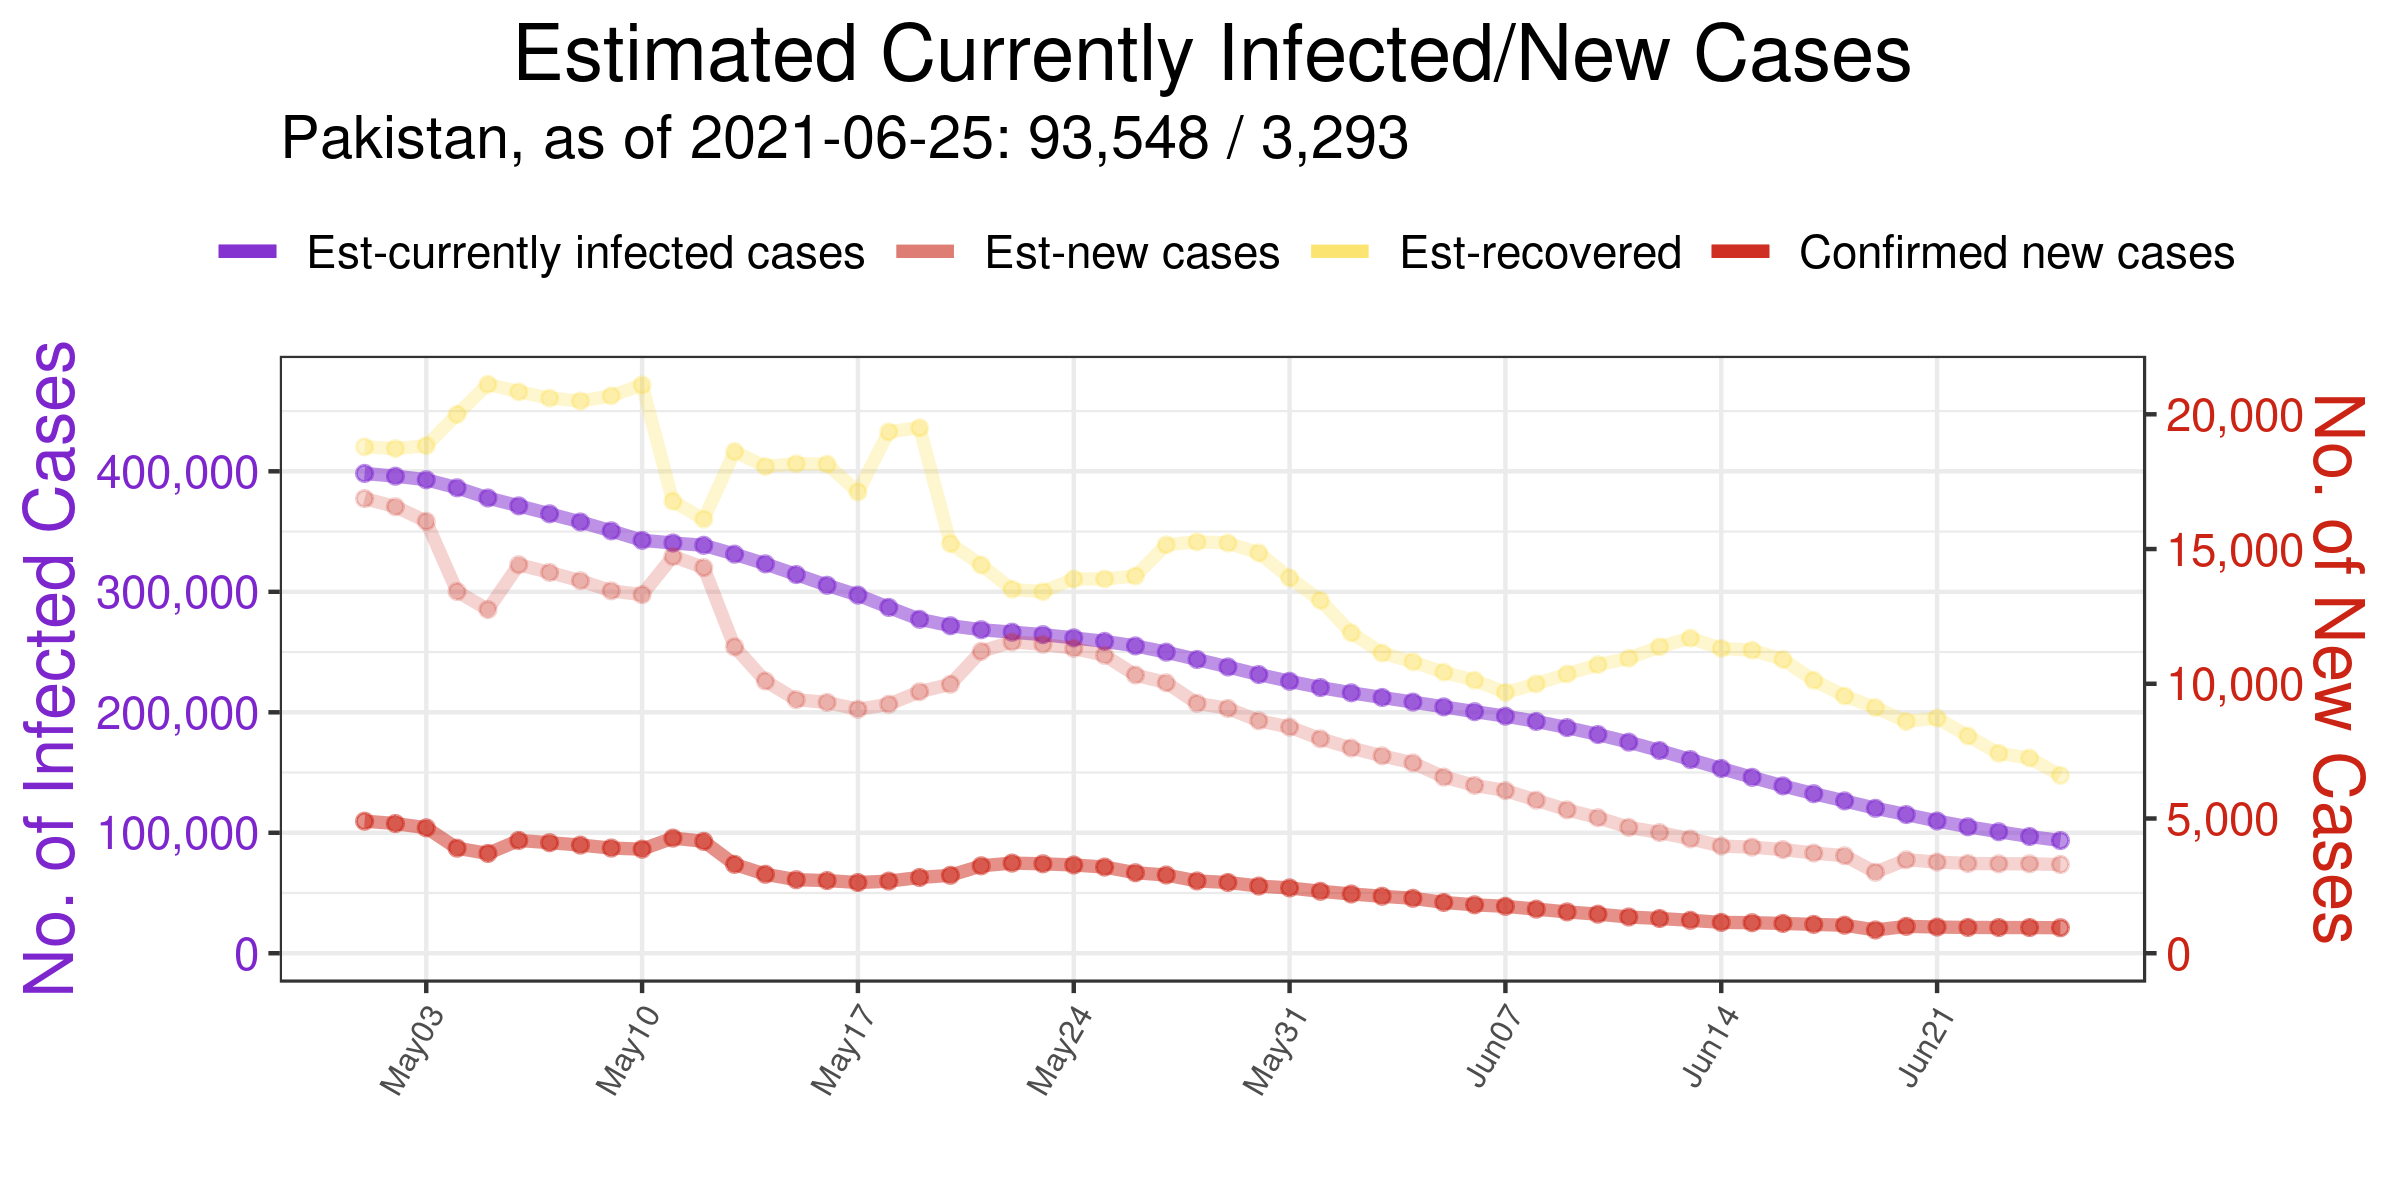 Estimated Currently Infected/New Cases
Pakistan, as of 2021-06-25: 93,548 / 3,293
Est-currently infected cases Est-new cases Est-recovered Confirmed new cases
No. of Infected Cases
400,000
300,000
200,000
100,000
0
20,000
15,000
10,000
5,000
0
No. of New Cases
May03 May10 May17 May24 May31 Jun07 Jun14 Jun21